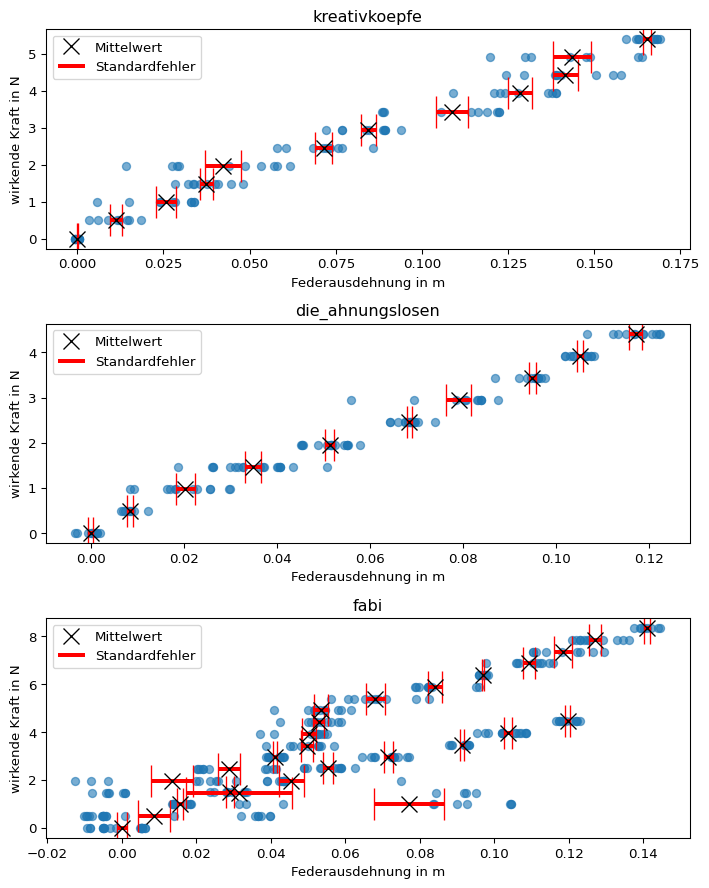 kreativkoepfe
Mittelwert
Standardfehler
wirkende Kraft in N
5
4
3
2
1
0
0.000 0.025 0.050 0.075 0.100 0.125 0.150 0.175
Federausdehnung in m
die_ahnungslosen
Mittelwert
Standardfehler
wirkende Kraft in N
4
3
2
1
0
0.00 0.02 0.04 0.06 0.08 0.10 0.12
Federausdehnung in m
fabi
Mittelwert
Standardfehler
wirkende Kraft in N
8
6
4
2
0
−0.02 0.00 0.02 0.04 0.06 0.08 0.10 0.12 0.14
Federausdehnung in m